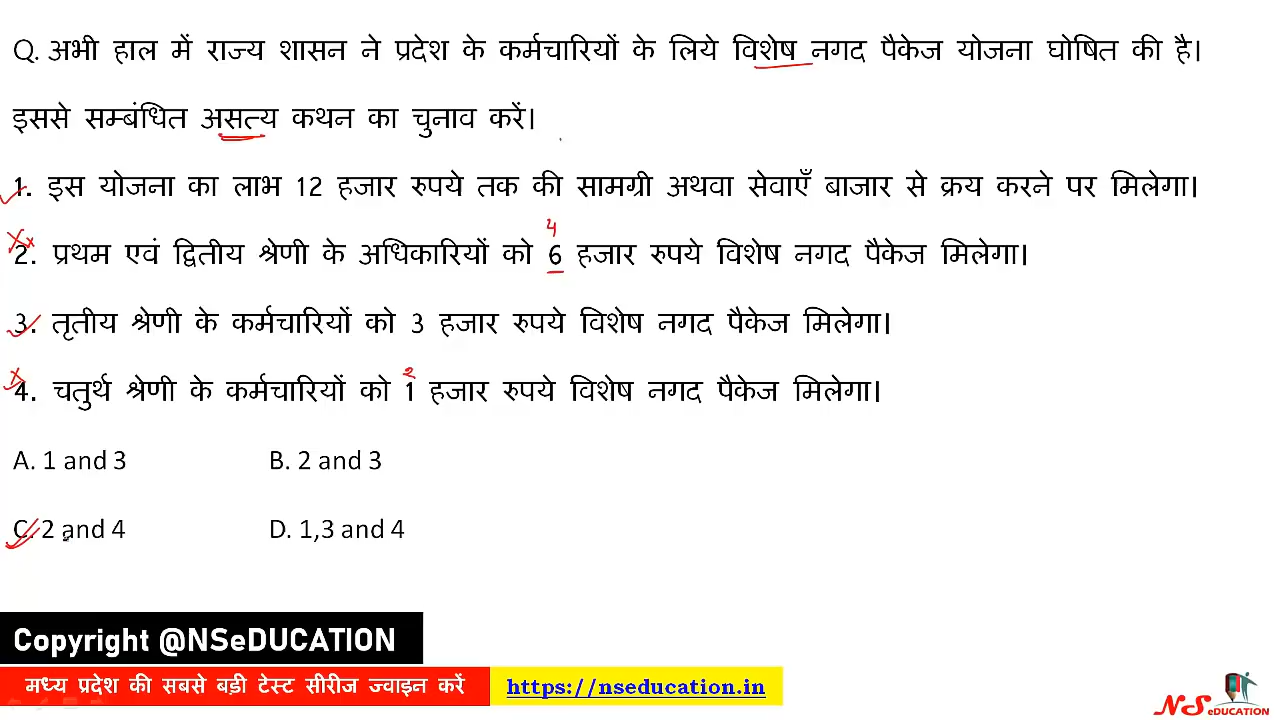 Q. अभी हाल में राज्य शासन ने प्रदेश के कर्मचारियों के लिये विशेष नगद पैकेज योजना घोषित की है।
इससे सम्बंधित असत्य कथन का चुनाव करें।
1. इस योजना का लाभ 12 हजार रुपये तक की सामग्री अथवा सेवाएँ बाजार से क्रय करने पर मिलेगा।
4
2. प्रथम एवं द्वितीय श्रेणी के अधिकारियों को 6 हजार रुपये विशेष नगद पैकेज मिलेगा।
3. तृतीय श्रेणी के कर्मचारियों को 3 हजार रुपये विशेष नगद पैकेज मिलेगा।
2
4. चतुर्थ श्रेणी के कर्मचारियों को 1 हजार रुपये विशेष नगद पैकेज मिलेगा।
A. 1 and 3 B. 2 and 3
C. 2 and 4 D. 1,3 and 4
Copyright @NSeDUCATION
मध्य प्रदेश की सबसे बड़ी टेस्ट सीरीज ज्वाइन करें https://nseducation.in
NS eDUCATION